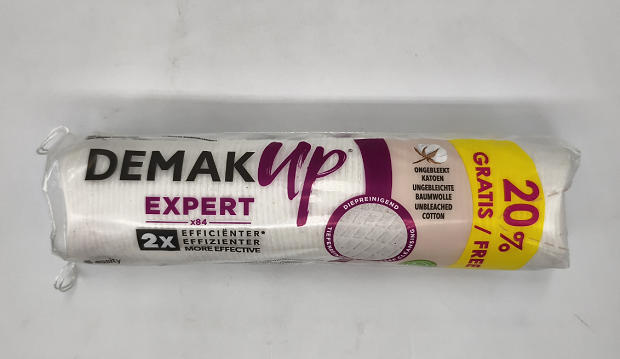 DEMAKUP®
EXPERT
x84
2X
EFFICIËNTER*
EFFIZIENTER
MORE EFFECTIVE
DIEPREINIGEND
ONGEBLEEKT
KATOEN
UNGEBLEICHTE
BAUMWOLLE
UNBLEACHED
COTTON
20%
GRATIS / FREE